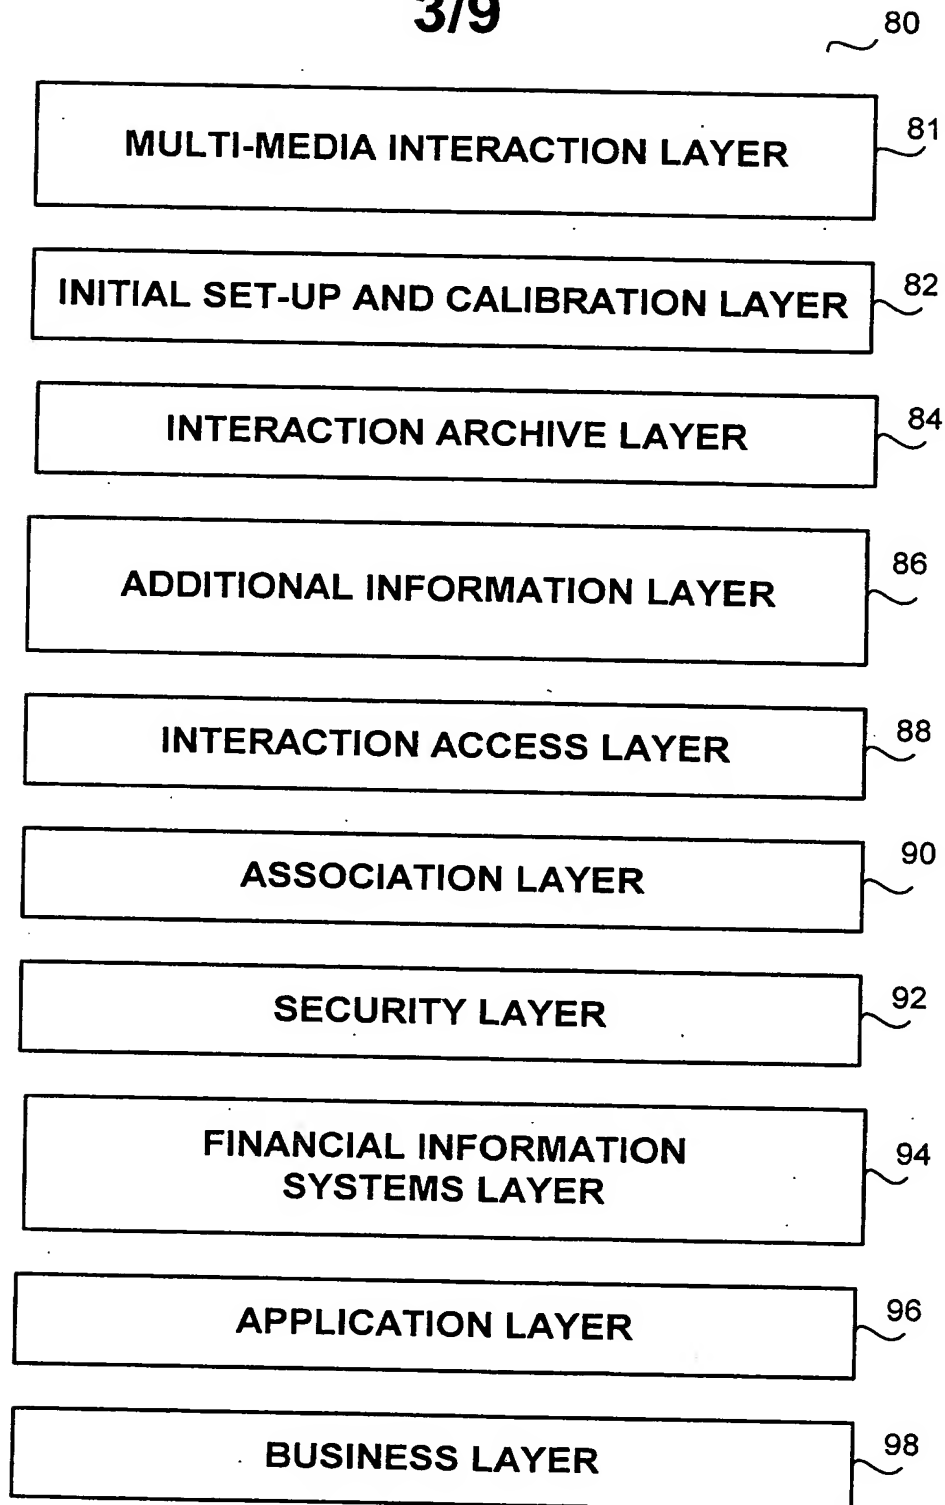 3/9
80
MULTI-MEDIA INTERACTION LAYER
81
INITIAL SET-UP AND CALIBRATION LAYER
82
INTERACTION ARCHIVE LAYER
84
ADDITIONAL INFORMATION LAYER
86
INTERACTION ACCESS LAYER
88
ASSOCIATION LAYER
90
SECURITY LAYER
92
FINANCIAL INFORMATION
SYSTEMS LAYER
94
APPLICATION LAYER
96
BUSINESS LAYER
98